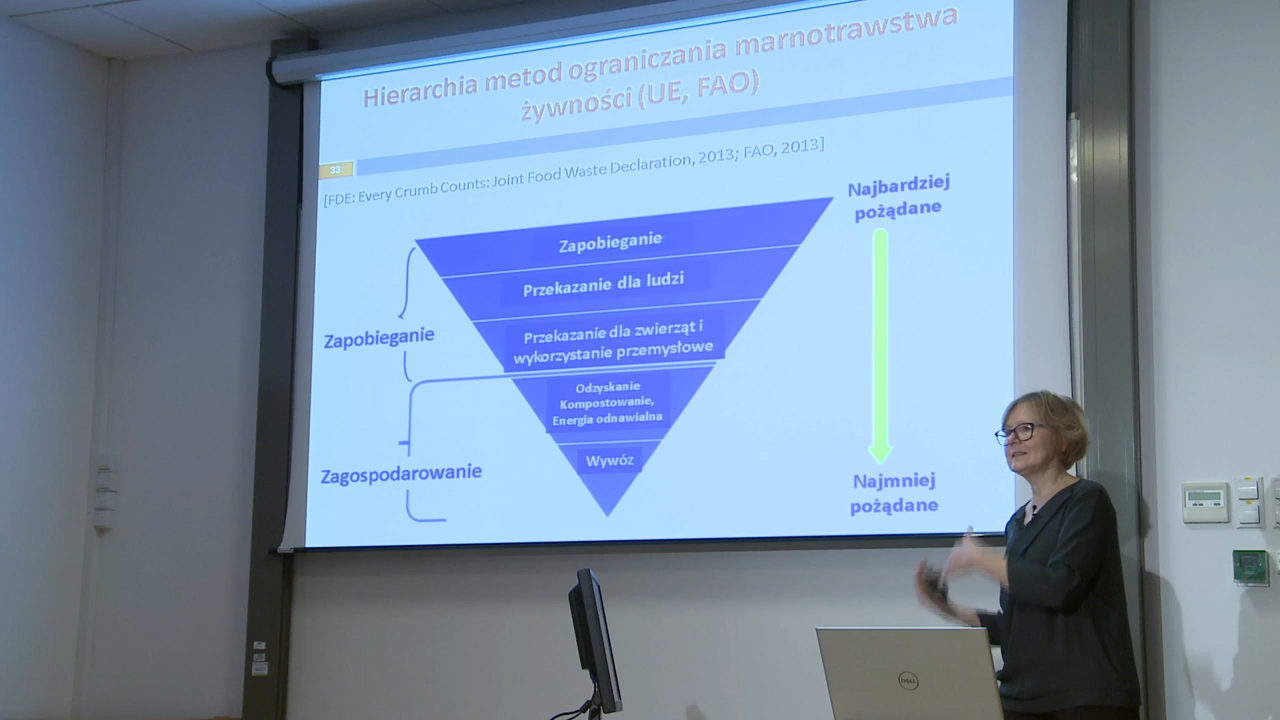 Hierarchia metod ograniczania marnotrawstwa
żywności (UE, FAO)
33
[FDE: Every Crumb Counts: Joint Food Waste Declaration, 2013; FAO, 2013]
Najbardziej
pożądane
Zapobieganie
Przekazanie dla ludzi
Przekazanie dla zwierząt i
wykorzystanie przemysłowe
Zapobieganie
Odzyskanie
Kompostowanie,
Energia odnawialna
Wywóz
Zagospodarowanie
Najmniej
pożądane
DELL